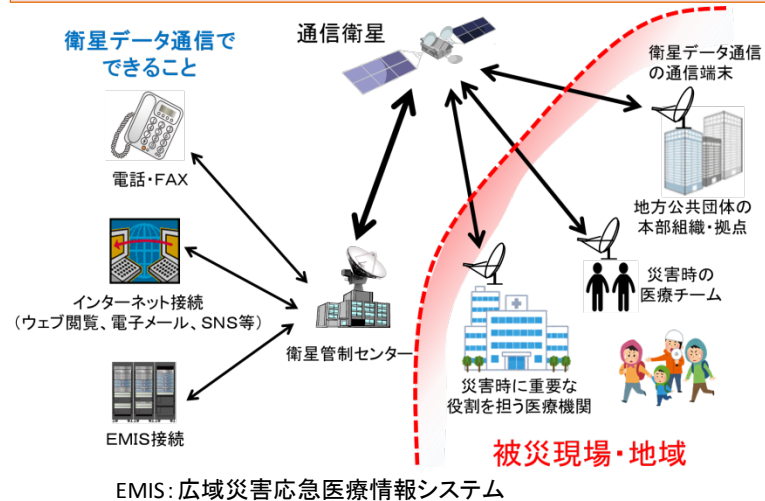 衛星データ通信で
できること
通信衛星
衛星データ通信
の通信端末
電話・FAX
地方公共団体の
本部組織・拠点
インターネット接続
（ウェブ閲覧、電子メール、SNS等）
災害時の
医療チーム
衛星管制センター
災害時に重要な
役割を担う医療機関
EMIS接続
被災現場・地域
EMIS：広域災害応急医療情報システム